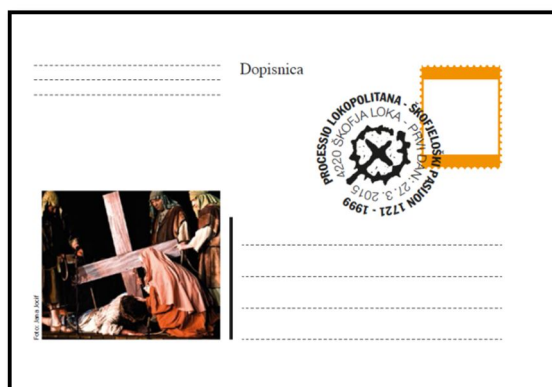 Dopisnica
PROCESSIO LOKOPOLITANA - ŠKOFJELOŠKI PASIJON 1721 - 1999
4220 ŠKOFJA LOKA - PRVI DAN: 27.3.2015
Foto: Jana Jocif